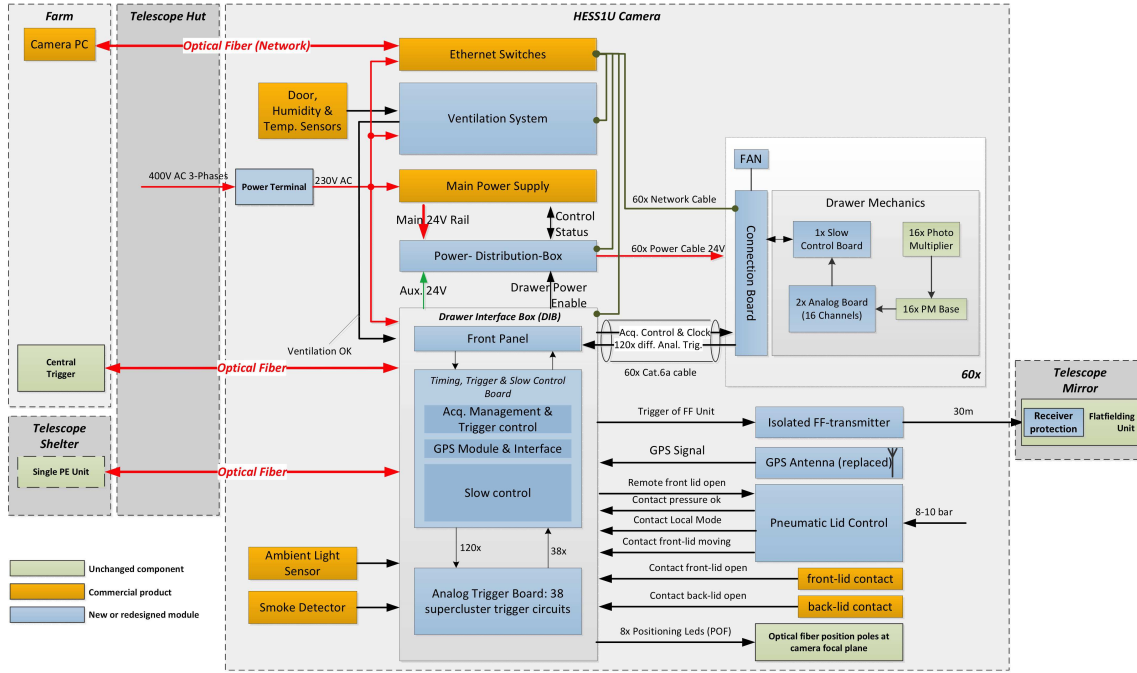 Farm
Telescope Hut
HESS1U Camera
Camera PC
Optical Fiber (Network)
Ethernet Switches
Door,
Humidity &
Temp. Sensors
Ventilation System
FAN
400V AC 3-Phases
Power Terminal
230V AC
Main Power Supply
60x Network Cable
Drawer Mechanics
Main 24V Rail
Control
Status
Connection Board
1x Slow
Control Board
16x Photo
Multiplier
Power- Distribution-Box
60x Power Cable 24V
Aux. 24V
Drawer Power
Enable
2x Analog Board
(16 Channels)
16x PM Base
Drawer Interface Box (DIB)
Front Panel
Acq. Control & Clock
120x diff. Anal. Trig.
Ventilation OK
60x Cat.6a cable
60x
Central
Trigger
Optical Fiber
Timing, Trigger & Slow Control
Board
Telescope
Mirror
Acq. Management &
Trigger control
Trigger of FF Unit
Isolated FF-transmitter
30m
Receiver
protection
Flatfielding
Unit
Telescope
Shelter
GPS Module & Interface
GPS Signal
GPS Antenna (replaced)
Single PE Unit
Optical Fiber
Slow control
Remote front lid open
Contact pressure ok
Contact Local Mode
Contact front-lid moving
Pneumatic Lid Control
8-10 bar
120x
38x
Ambient Light
Sensor
Unchanged component
Commercial product
New or redesigned module
Smoke Detector
Analog Trigger Board: 38
supercluster trigger circuits
Contact front-lid open
front-lid contact
Contact back-lid open
back-lid contact
8x Positioning Leds (POF)
Optical fiber position poles at
camera focal plane